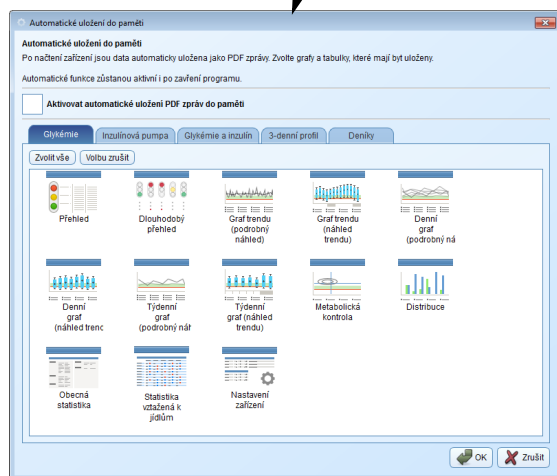 Automatické uložení do paměti
Automatické uložení do paměti
Po načtení zařízení jsou data automaticky uložena jako PDF zprávy. Zvolte grafy a tabulky, které mají byt uloženy.
Automatické funkce zůstanou aktivní i po zavření programu.
Aktivovat automatické uložení PDF zpráv do paměti
Glykémie Inzulínová pumpa Glykémie a inzulín 3-denní profil Deníky
Zvolit vše Volbu zrušit
Přehled
Dlouhodobý
přehled
Graf trendu
(podrobný
náhled)
Graf trendu
(náhled
trendu)
Denní
graf
(podrobný ná
Denní
graf
(náhled trenc
Týdenní
graf
(podrobný náh
Týdenní
graf (náhled
trendu)
Metabolická
kontrola
Distribuce
Obecná
statistika
Statistika
vztažená k
jídlům
Nastavení
zařízení
OK Zrušit